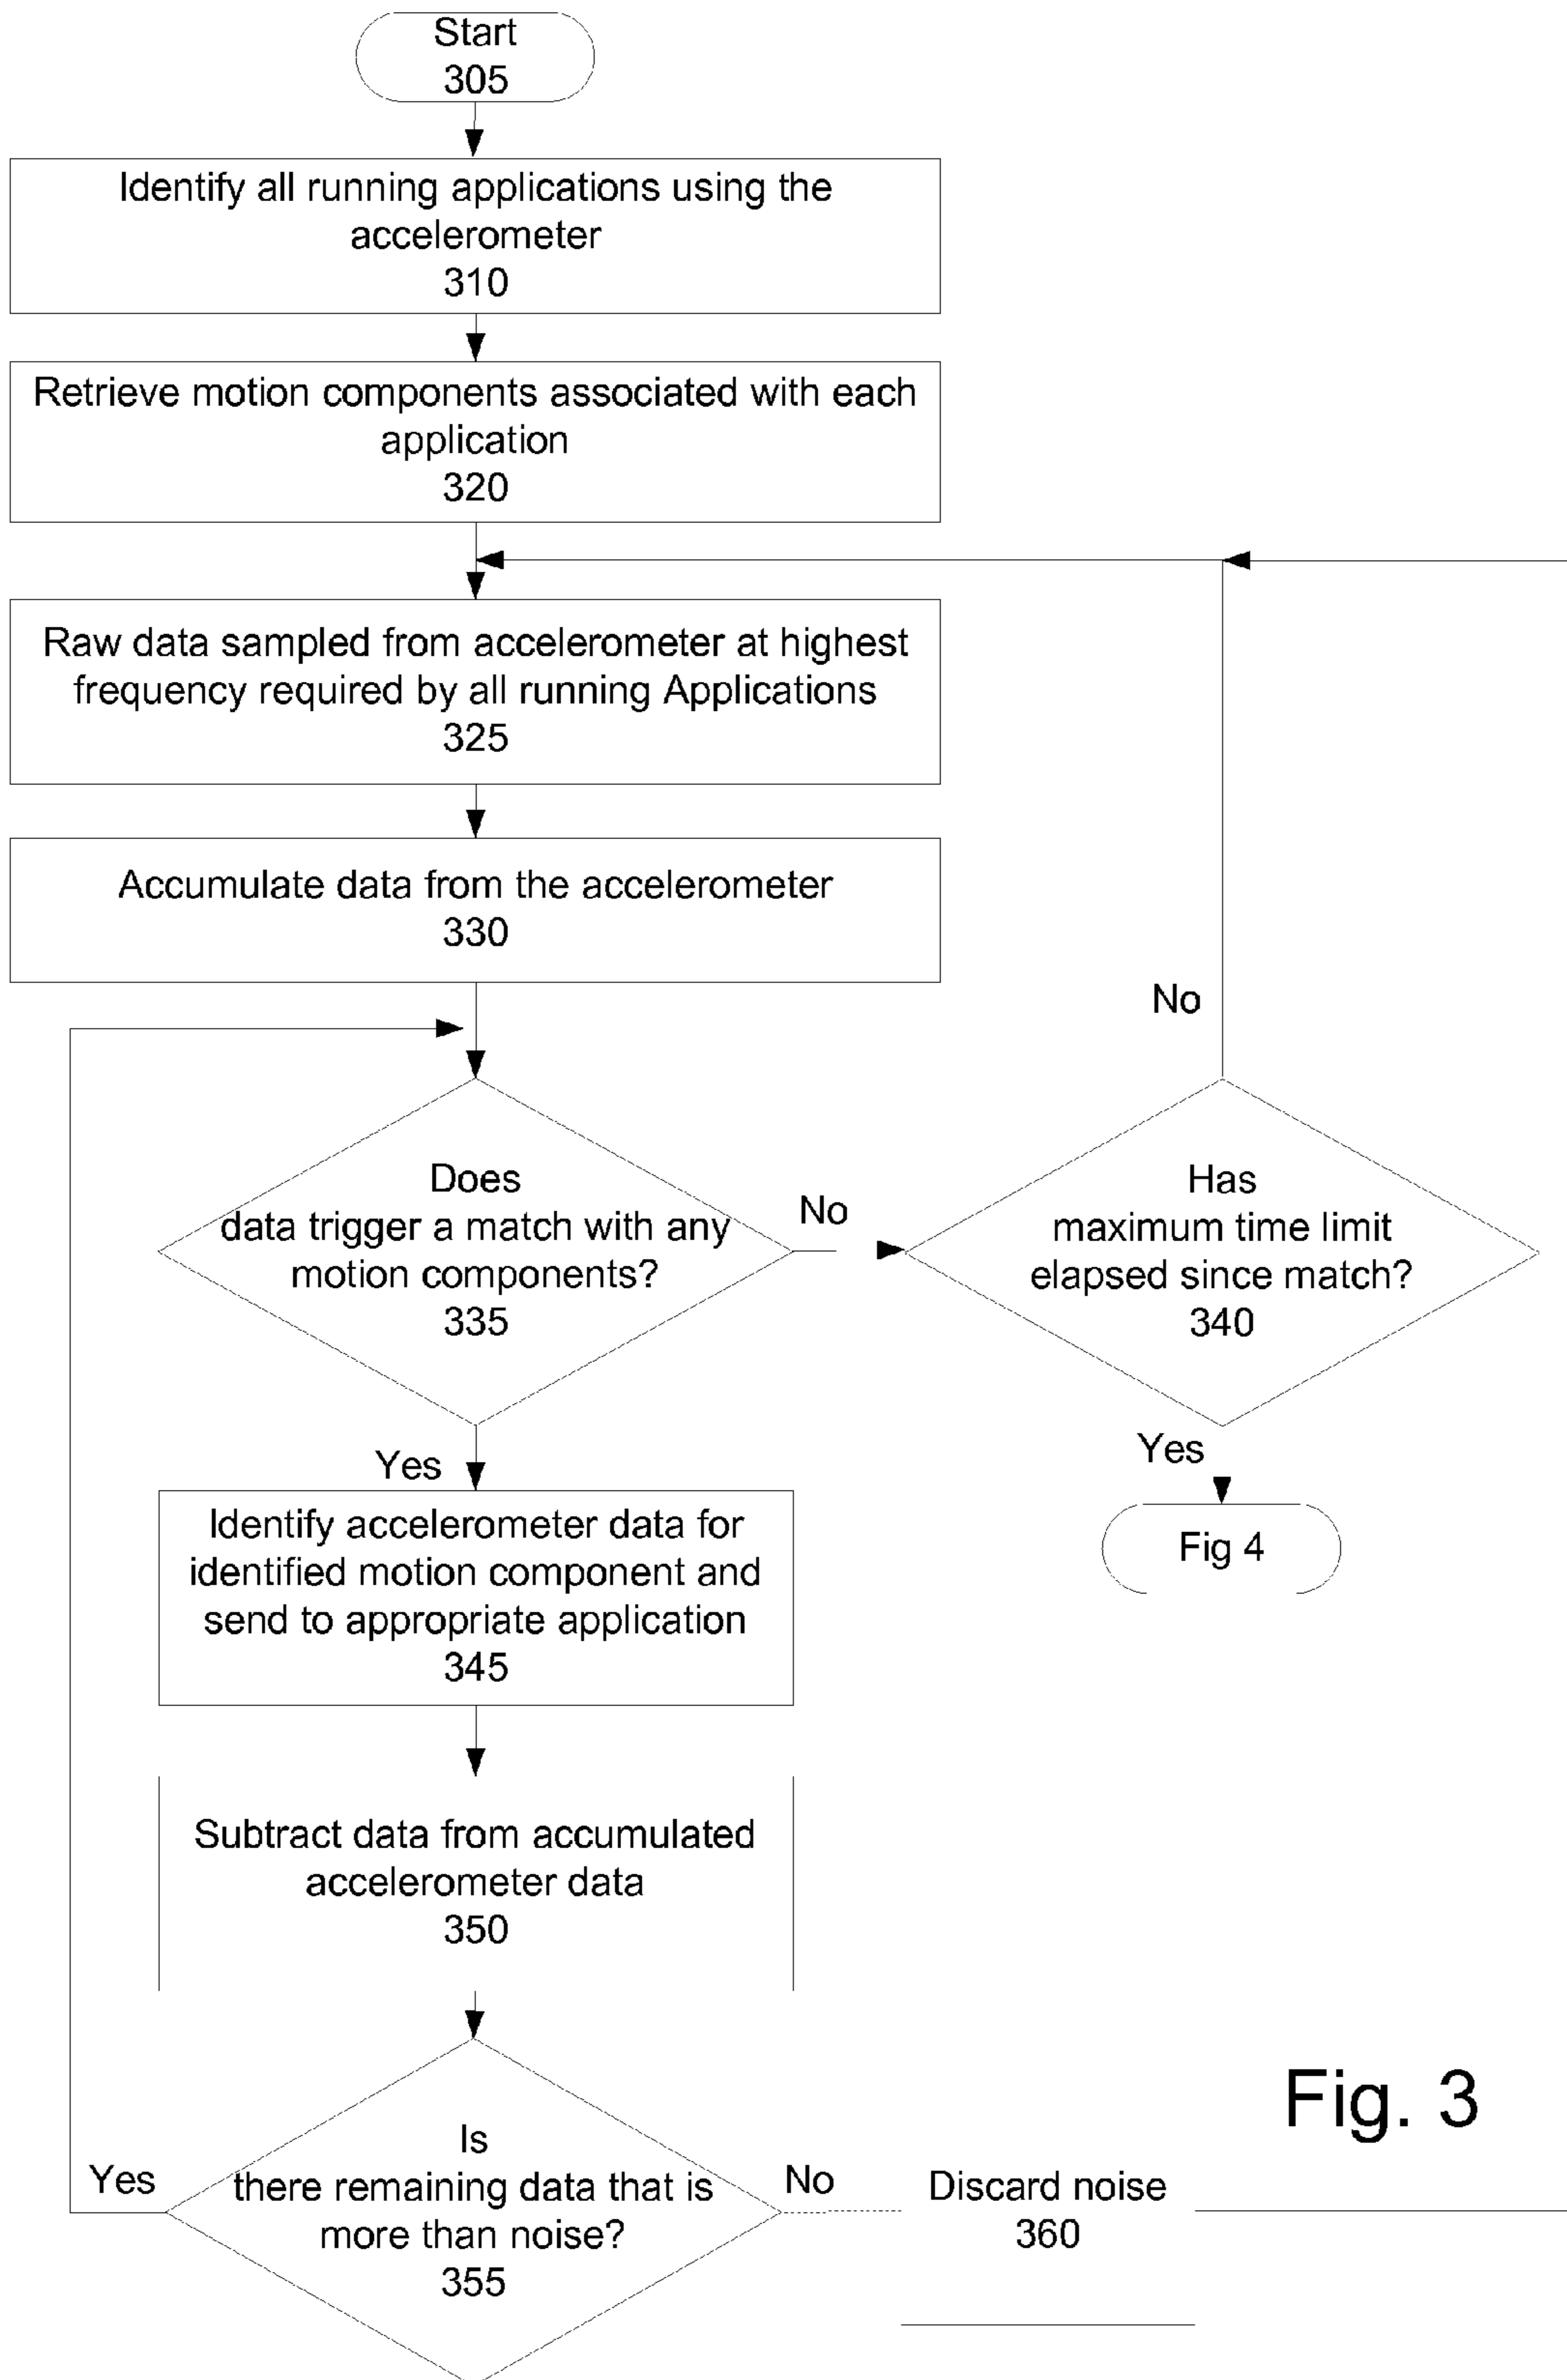 Start
305
Identify all running applications using the
accelerometer
310
Retrieve motion components associated with each
application
320
Raw data sampled from accelerometer at highest
frequency required by all running Applications
325
Accumulate data from the accelerometer
330
No
Does
data trigger a match with any
motion components?
335
No
Has
maximum time limit
elapsed since match?
340
Yes
Yes
Identify accelerometer data for
identified motion component and
send to appropriate application
345
Fig 4
Subtract data from accumulated
accelerometer data
350
Fig. 3
Yes
Is
there remaining data that is
more than noise?
355
No
Discard noise
360